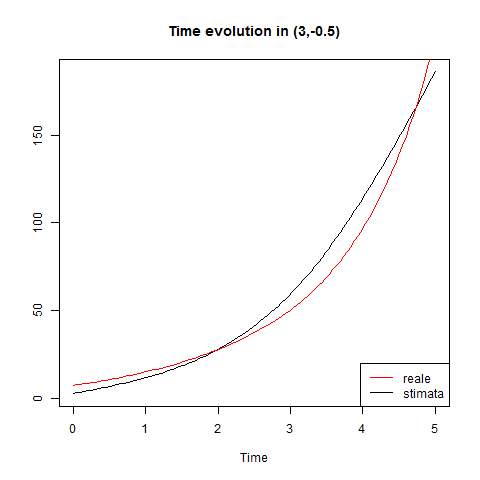 Time evolution in (3,-0.5)
150
100
50
0
reale
stimata
0 1 2 3 4 5
Time